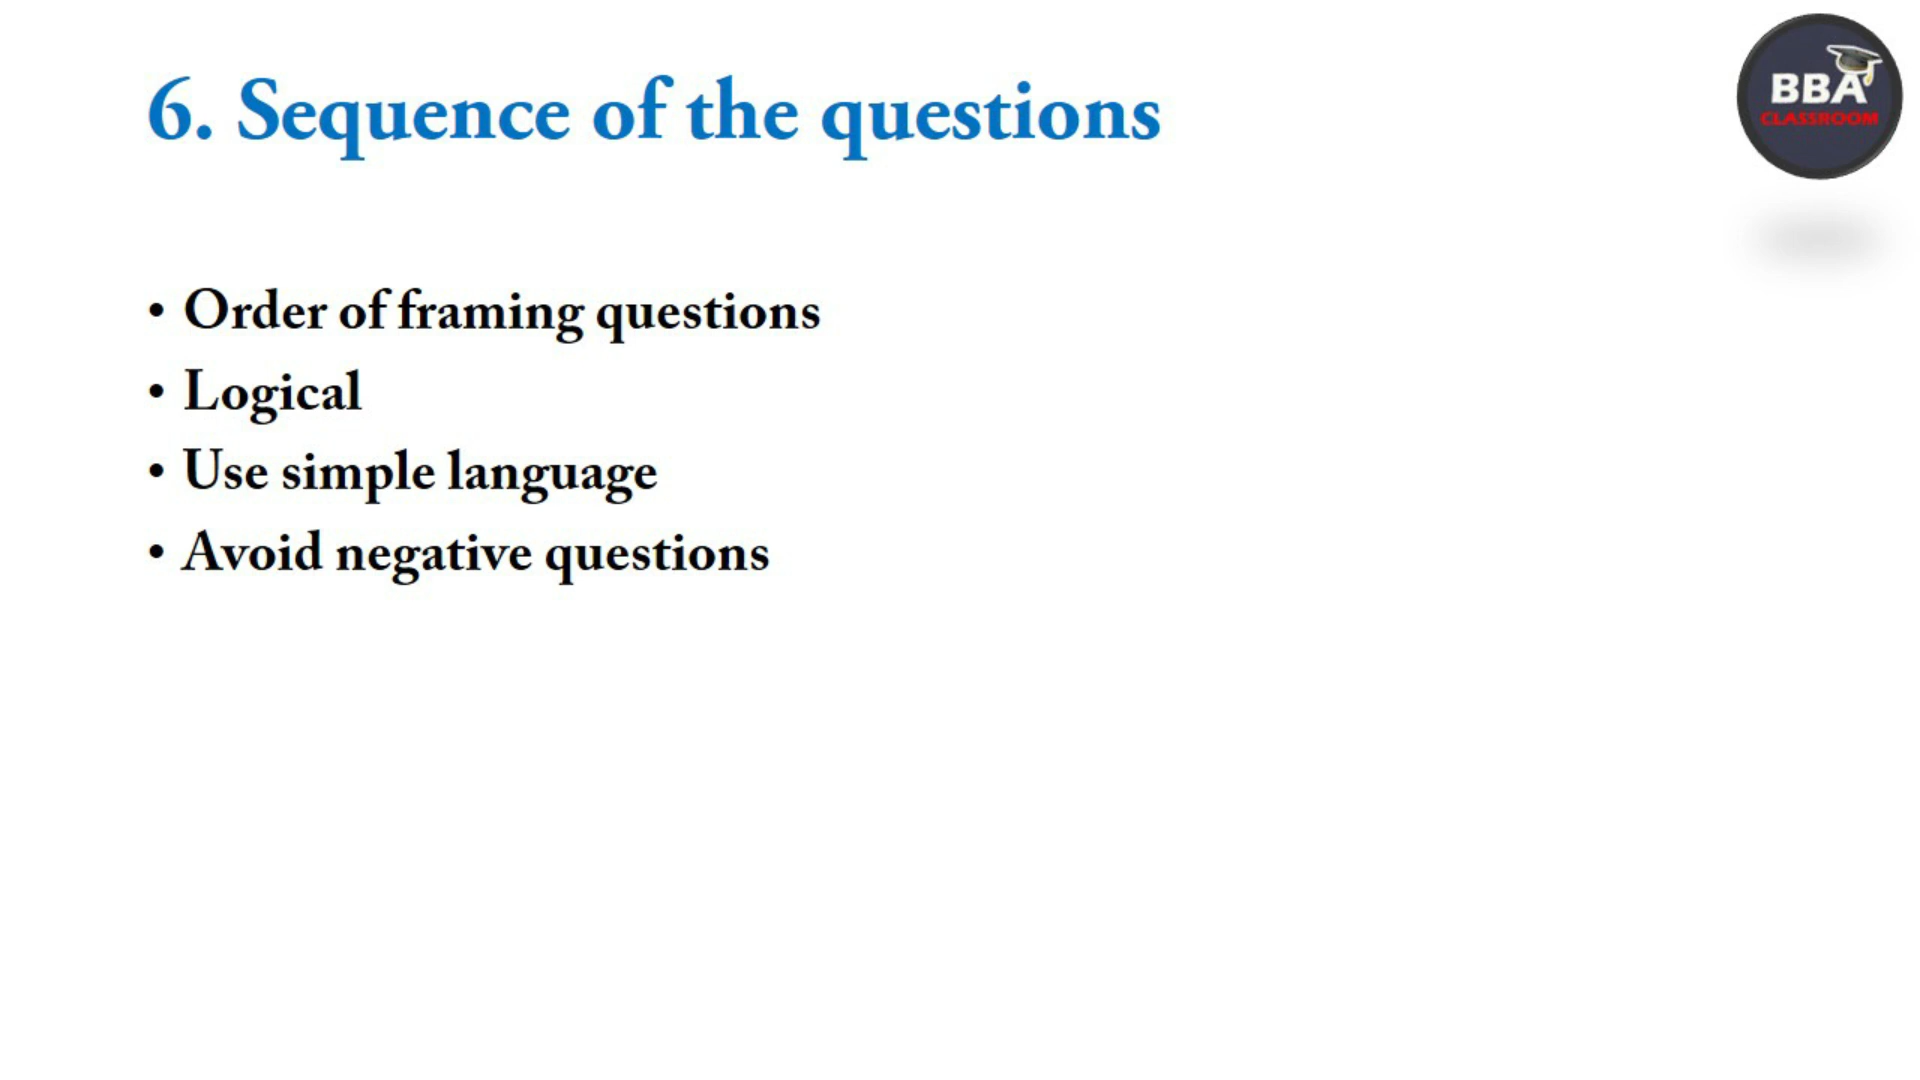 6. Sequence of the questions
BBA
CLASSROOM
• Order of framing questions
• Logical
• Use simple language
• Avoid negative questions